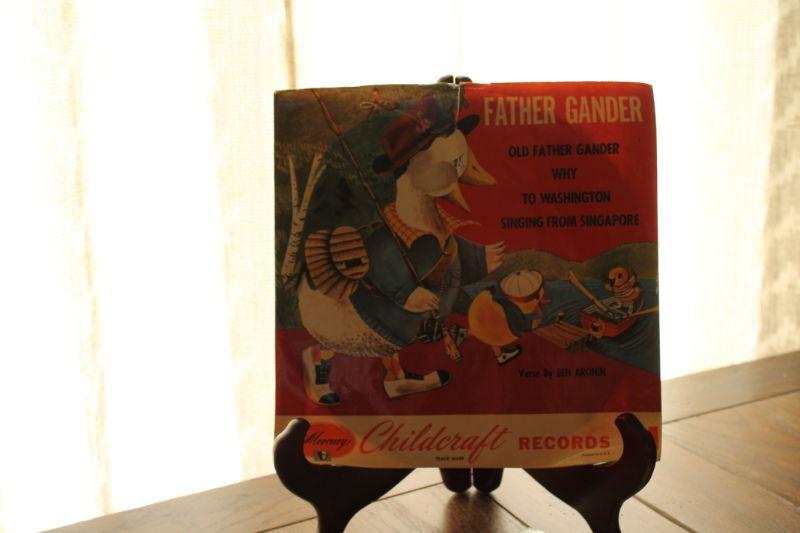 FATHER GANDER
OLD FATHER GANDER
WHY
TO WASHINGTON
SINGING FROM SINGAPORE
Verse By BEN ARONIN
Mercury
Childcraft RECORDS
TRADE MARK